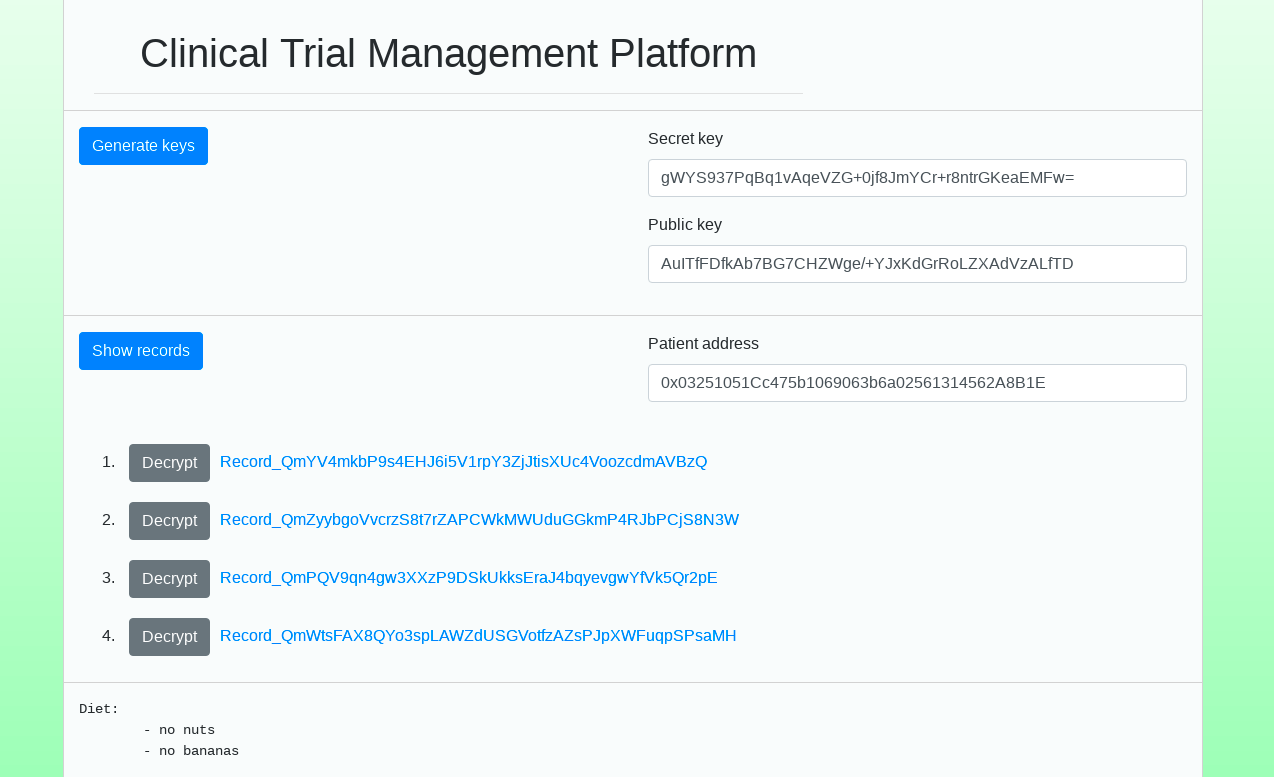 Clinical Trial Management Platform
Generate keys
Secret key
gWYS937PqBq1vAqeVZG+0jf8JmYCr+r8ntrGKeaEMFw=
Public key
AuITfFDfkAb7BG7CHZWge/+YJxKdGrRoLZXAdVzALfTD
Show records
Patient address
0x03251051Cc475b1069063b6a02561314562A8B1E
1. Decrypt Record_QmYV4mkbP9s4EHJ6i5V1rpY3ZjJtisXUc4VoozcdmAVBzQ
2. Decrypt Record_QmZyybgoVvcrzS8t7rZAPCWkMWUduGGkmP4RJbPCjS8N3W
3. Decrypt Record_QmPQV9qn4gw3XXzP9DSkUkksEraJ4bqyevgwYfVk5Qr2pE
4. Decrypt Record_QmWtsFAX8QYo3spLAWZdUSGVotfzAZsPJpXWFuqpSPsaMH
Diet:
- no nuts
- no bananas